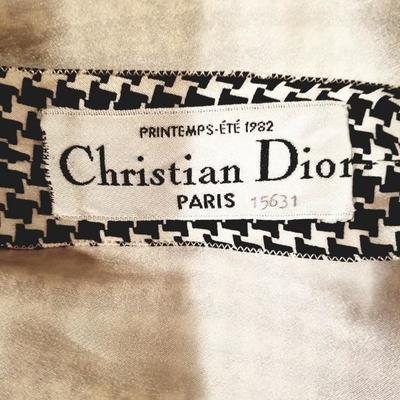 PRINTEMPS-ÉTÉ 1982
Christian Dior
PARIS 15631